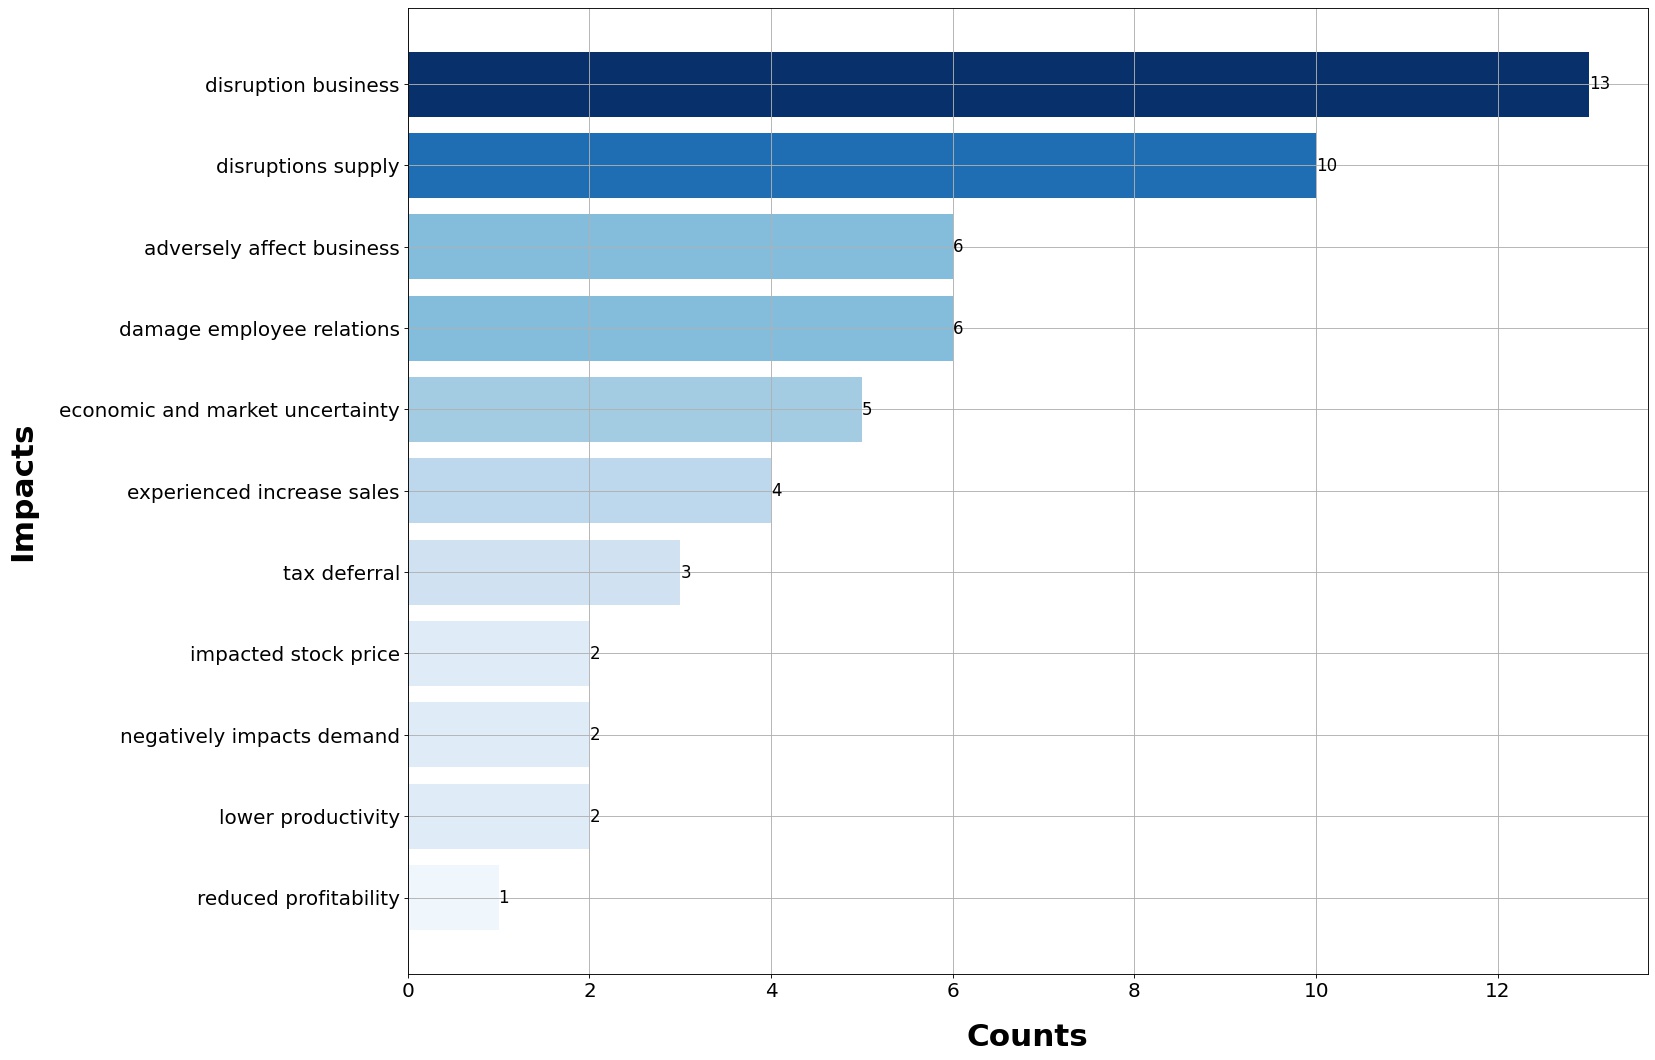 disruption business
13
disruptions supply
10
adversely affect business
6
damage employee relations
6
economic and market uncertainty
5
experienced increase sales
4
tax deferral
3
impacted stock price
2
negatively impacts demand
2
lower productivity
2
reduced profitability
1
Impacts
0 2 4 6 8 10 12
Counts